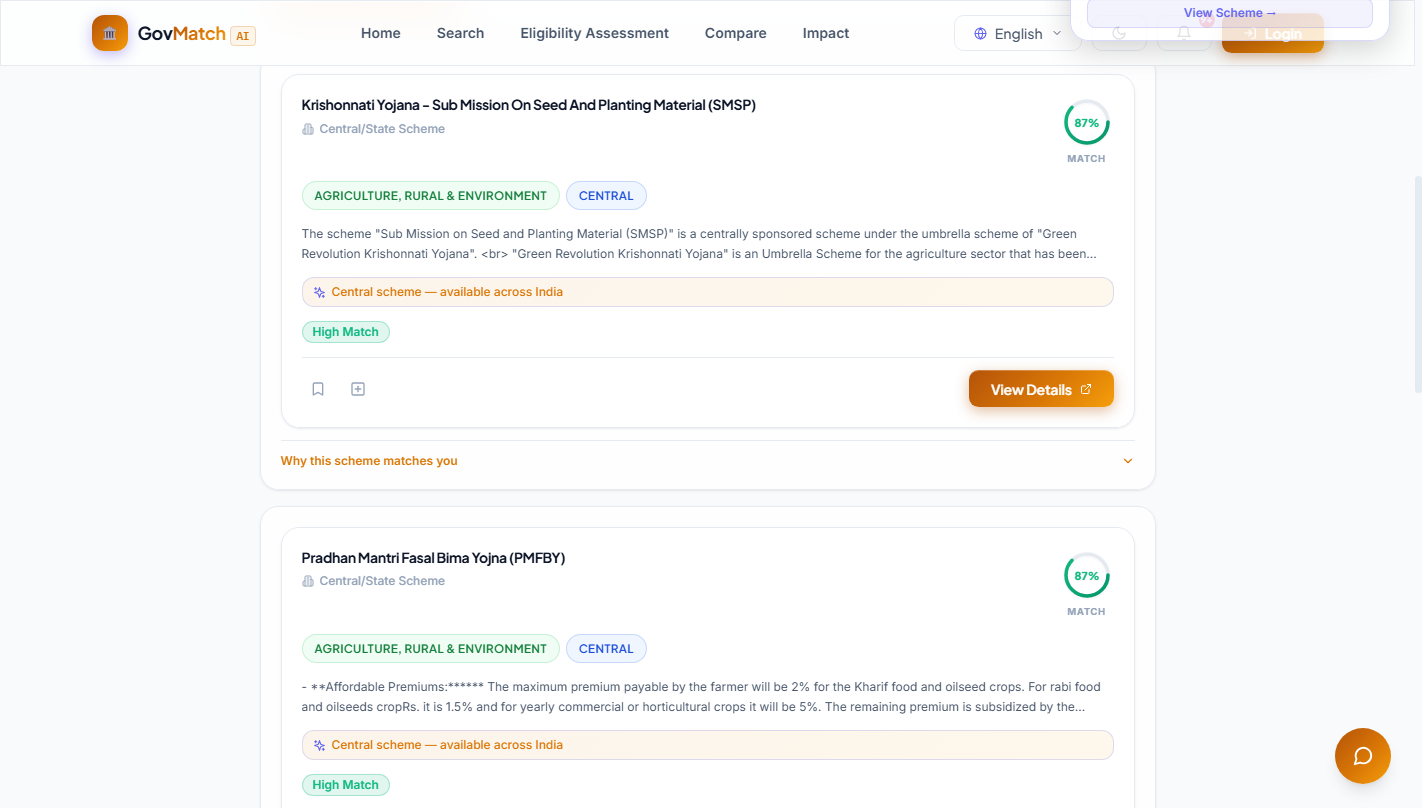 GovMatch AI
Home
Search
Eligibility Assessment
Compare
Impact
English
View Scheme →
Login
Krishonnati Yojana – Sub Mission On Seed And Planting Material (SMSP)
Central/State Scheme
87%
MATCH
AGRICULTURE, RURAL & ENVIRONMENT
CENTRAL
The scheme "Sub Mission on Seed and Planting Material (SMSP)" is a centrally sponsored scheme under the umbrella scheme of "Green
Revolution Krishonnati Yojana". <br> "Green Revolution Krishonnati Yojana" is an Umbrella Scheme for the agriculture sector that has been...
Central scheme — available across India
High Match
View Details
Why this scheme matches you
Pradhan Mantri Fasal Bima Yojna (PMFBY)
Central/State Scheme
87%
MATCH
AGRICULTURE, RURAL & ENVIRONMENT
CENTRAL
- **Affordable Premiums:****** The maximum premium payable by the farmer will be 2% for the Kharif food and oilseed crops. For rabi food
and oilseeds cropRs. it is 1.5% and for yearly commercial or horticultural crops it will be 5%. The remaining premium is subsidized by the...
Central scheme — available across India
High Match